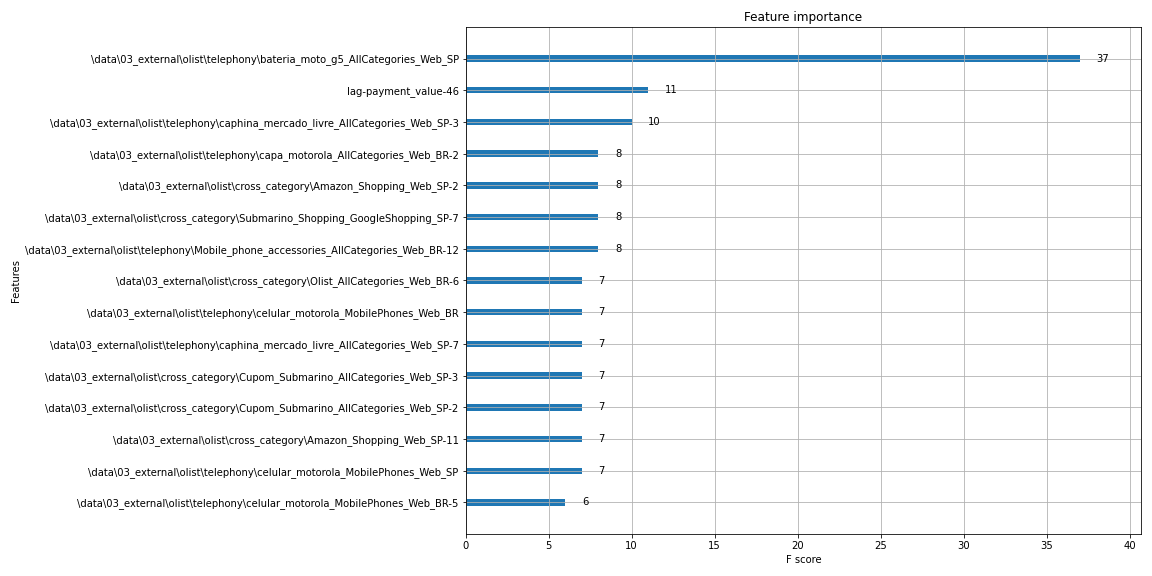 Feature importance
\data\03_external\olist\telephony\bateria_moto_g5_AllCategories_Web_SP
37
lag-payment_value-46
11
\data\03_external\olist\telephony\caphina_mercado_livre_AllCategories_Web_SP-3
10
\data\03_external\olist\telephony\capa_motorola_AllCategories_Web_BR-2
8
\data\03_external\olist\cross_category\Amazon_Shopping_Web_SP-2
8
\data\03_external\olist\cross_category\Submarino_Shopping_GoogleShopping_SP-7
8
\data\03_external\olist\telephony\Mobile_phone_accessories_AllCategories_Web_BR-12
8
\data\03_external\olist\cross_category\Olist_AllCategories_Web_BR-6
7
\data\03_external\olist\telephony\celular_motorola_MobilePhones_Web_BR
7
\data\03_external\olist\telephony\caphina_mercado_livre_AllCategories_Web_SP-7
7
\data\03_external\olist\cross_category\Cupom_Submarino_AllCategories_Web_SP-3
7
\data\03_external\olist\cross_category\Cupom_Submarino_AllCategories_Web_SP-2
7
\data\03_external\olist\cross_category\Amazon_Shopping_Web_SP-11
7
\data\03_external\olist\telephony\celular_motorola_MobilePhones_Web_SP
7
\data\03_external\olist\telephony\celular_motorola_MobilePhones_Web_BR-5
6
Features
0 5 10 15 20 25 30 35 40
F score